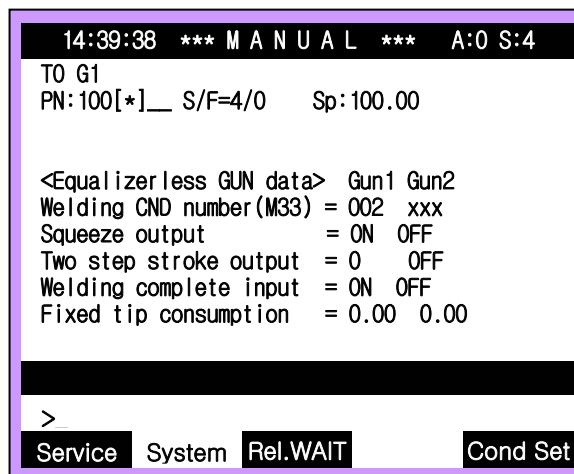 14:39:38 *** M A N U A L *** A:0 S:4
T0 G1
PN:100[*]__ S/F=4/0 Sp:100.00
<Equalizerless GUN data> Gun1 Gun2
Welding CND number(M33) = 002 xxx
Squeeze output = ON OFF
Two step stroke output = 0 OFF
Welding complete input = ON OFF
Fixed tip consumption = 0.00 0.00
>_
Service System Rel.WAIT Cond Set